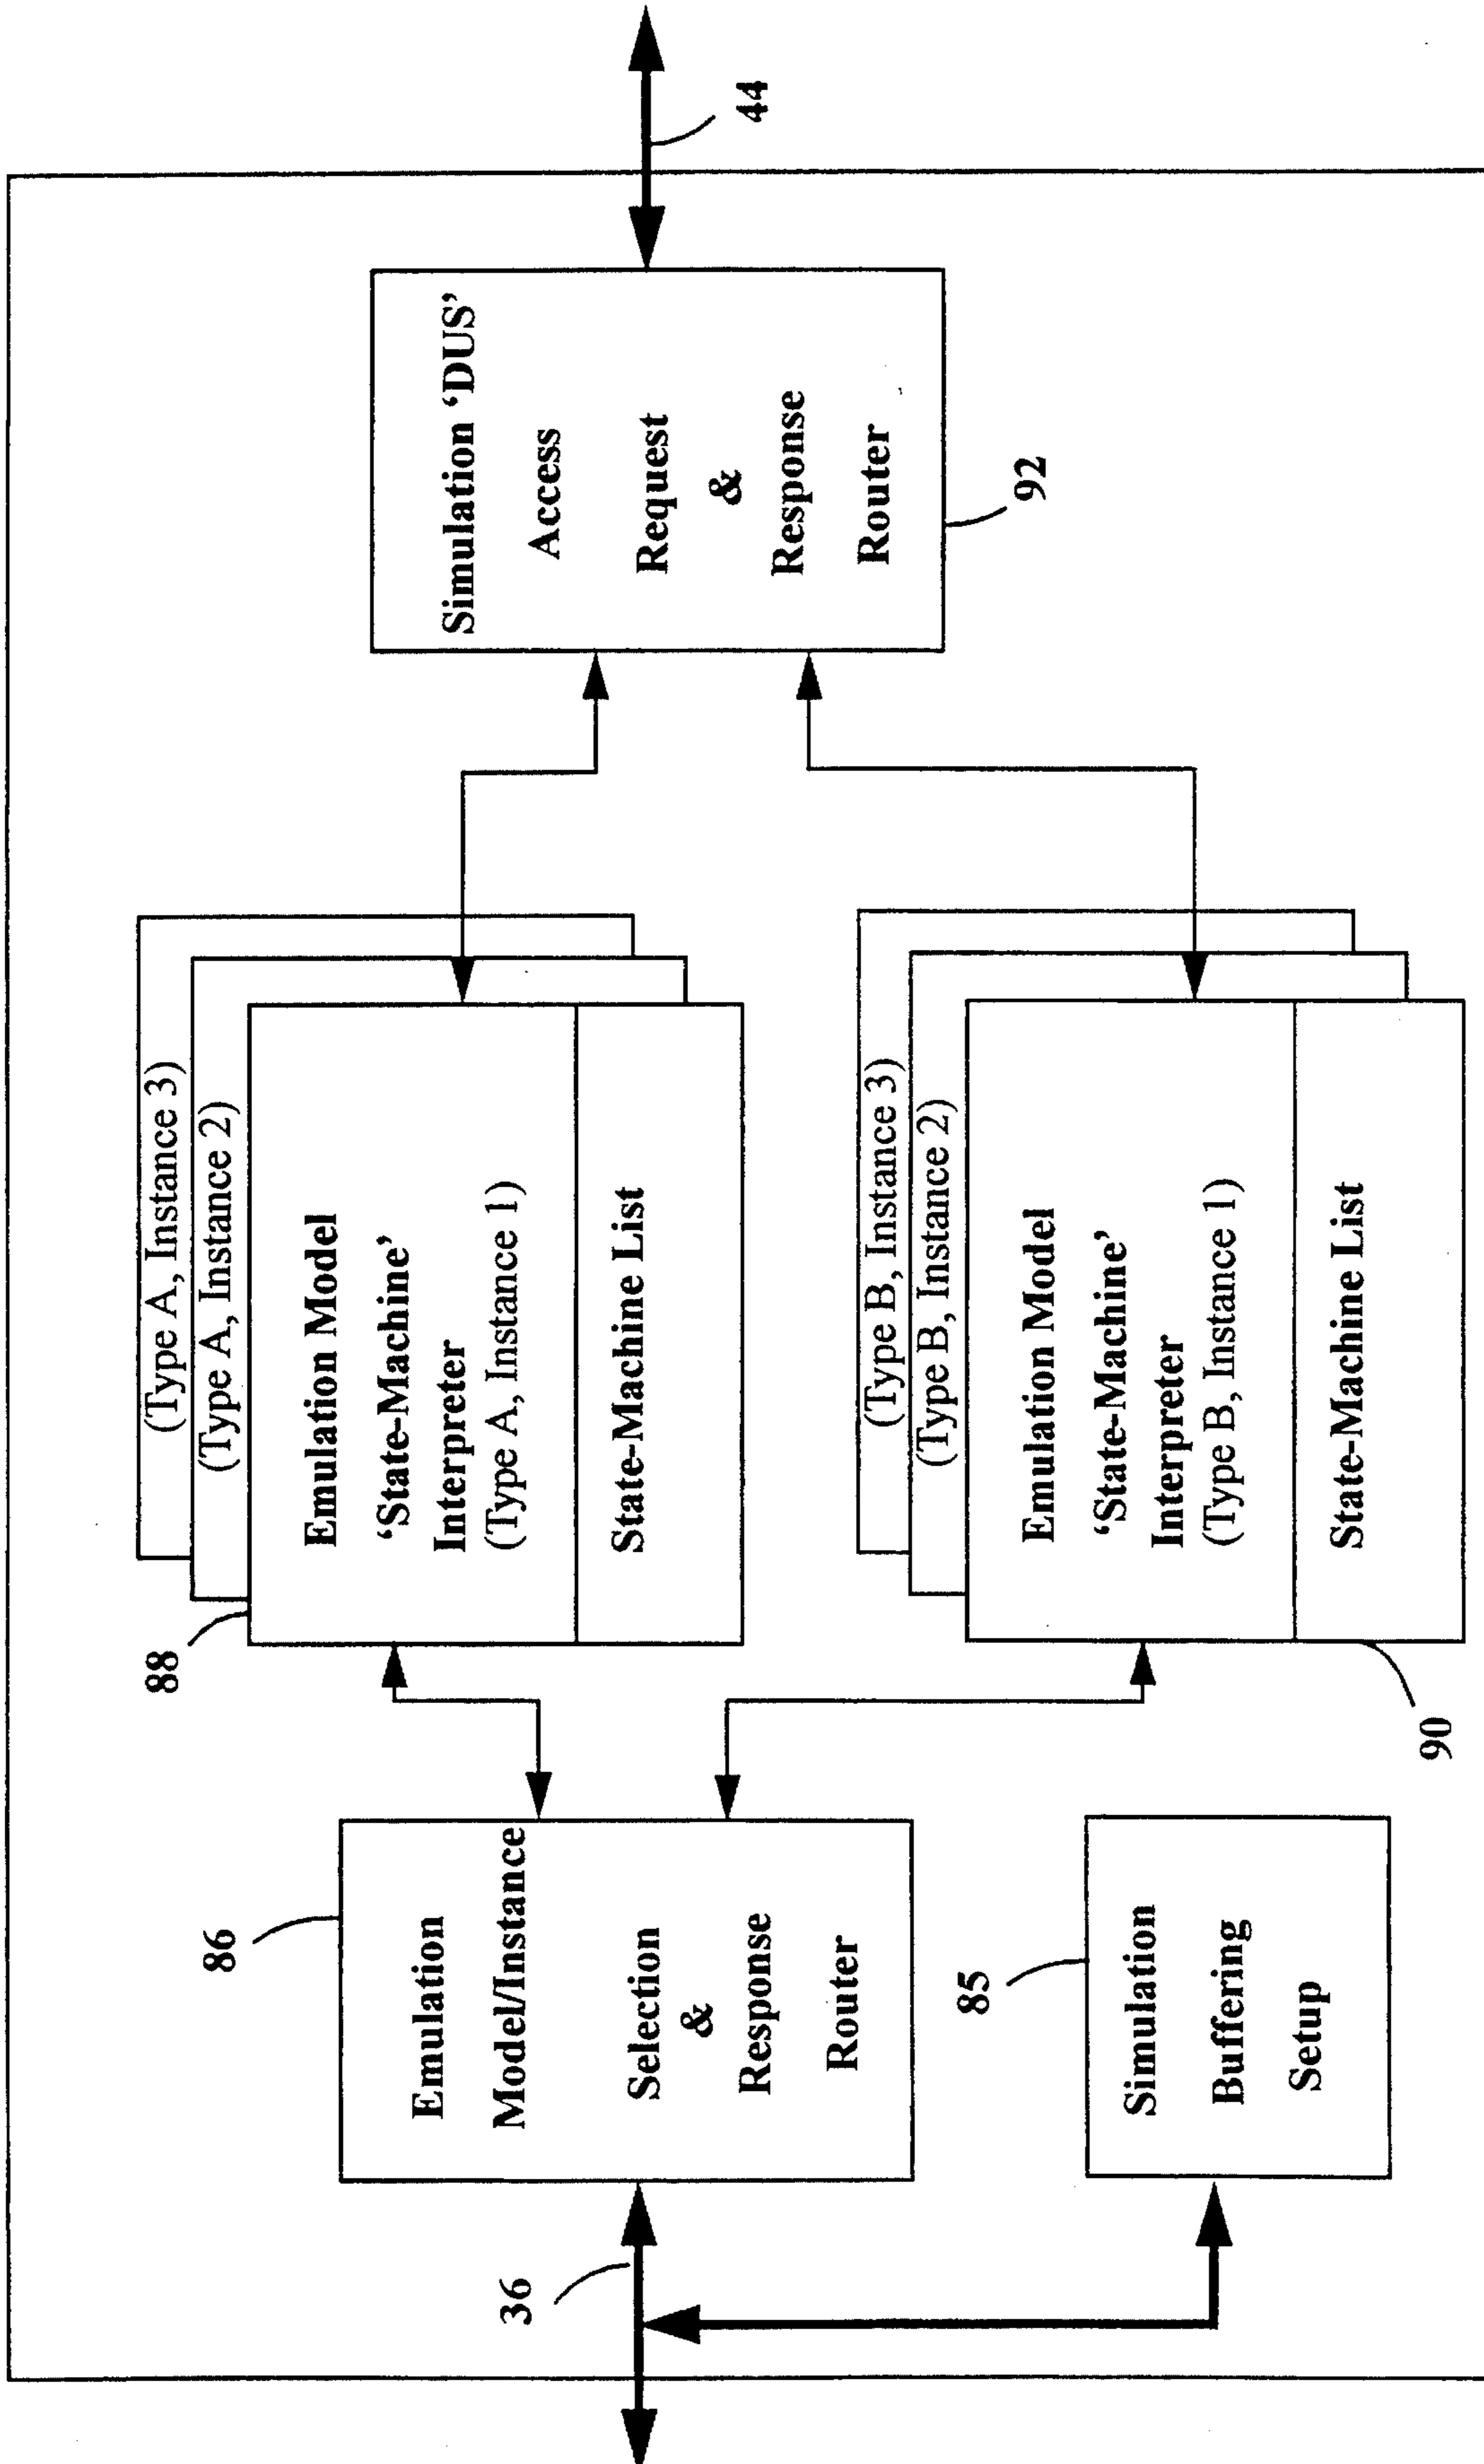 44
Simulation ‘DUS’
Access
Request
&
Response
Router
92
(Type A, Instance 3)
(Type A, Instance 2)
Emulation Model
‘State-Machine’
Interpreter
(Type A, Instance 1)
State-Machine List
88
(Type B, Instance 3)
(Type B, Instance 2)
Emulation Model
‘State-Machine’
Interpreter
(Type B, Instance 1)
State-Machine List
90
86
Emulation
Model/Instance
Selection
&
Response
Router
85
Simulation
Buffering
Setup
36